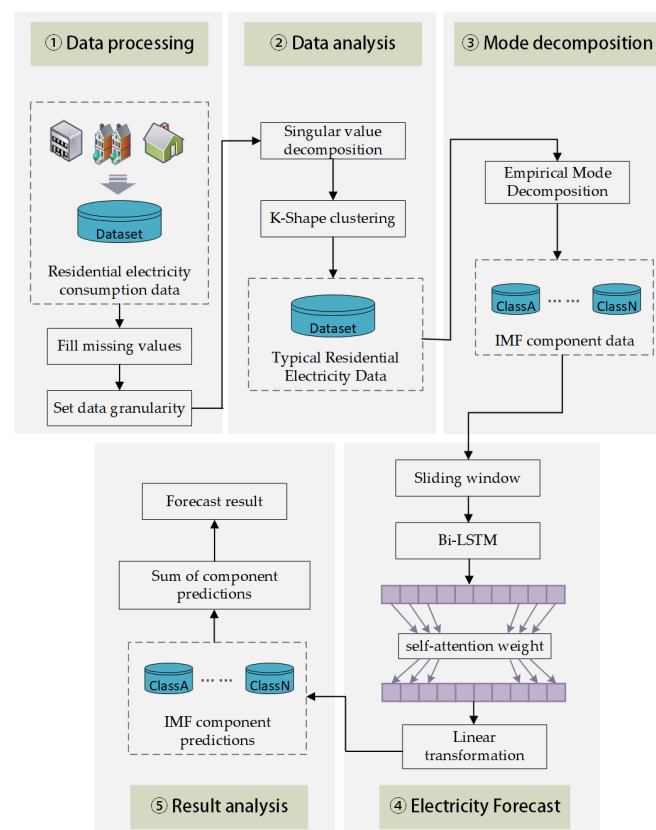 ① Data processing
Dataset
Residential electricity
consumption data
Fill missing values
Set data granularity
② Data analysis
Singular value
decomposition
K-Shape clustering
Dataset
Typical Residential
Electricity Data
③ Mode decomposition
Empirical Mode
Decomposition
ClassA ... ... ClassN
IMF component data
Sliding window
Bi-LSTM
self-attention weight
Linear
transformation
④ Electricity Forecast
Forecast result
Sum of component
predictions
ClassA ... ... ClassN
IMF component
predictions
⑤ Result analysis